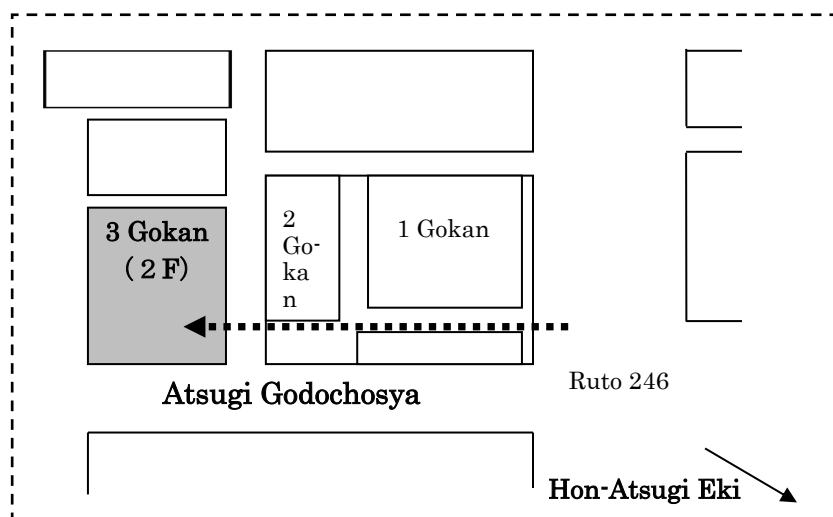 3 Gokan
(２F)
2
Go-
ka
n
1 Gokan
Atsugi Godochosya
Ruto 246
Hon-Atsugi Eki